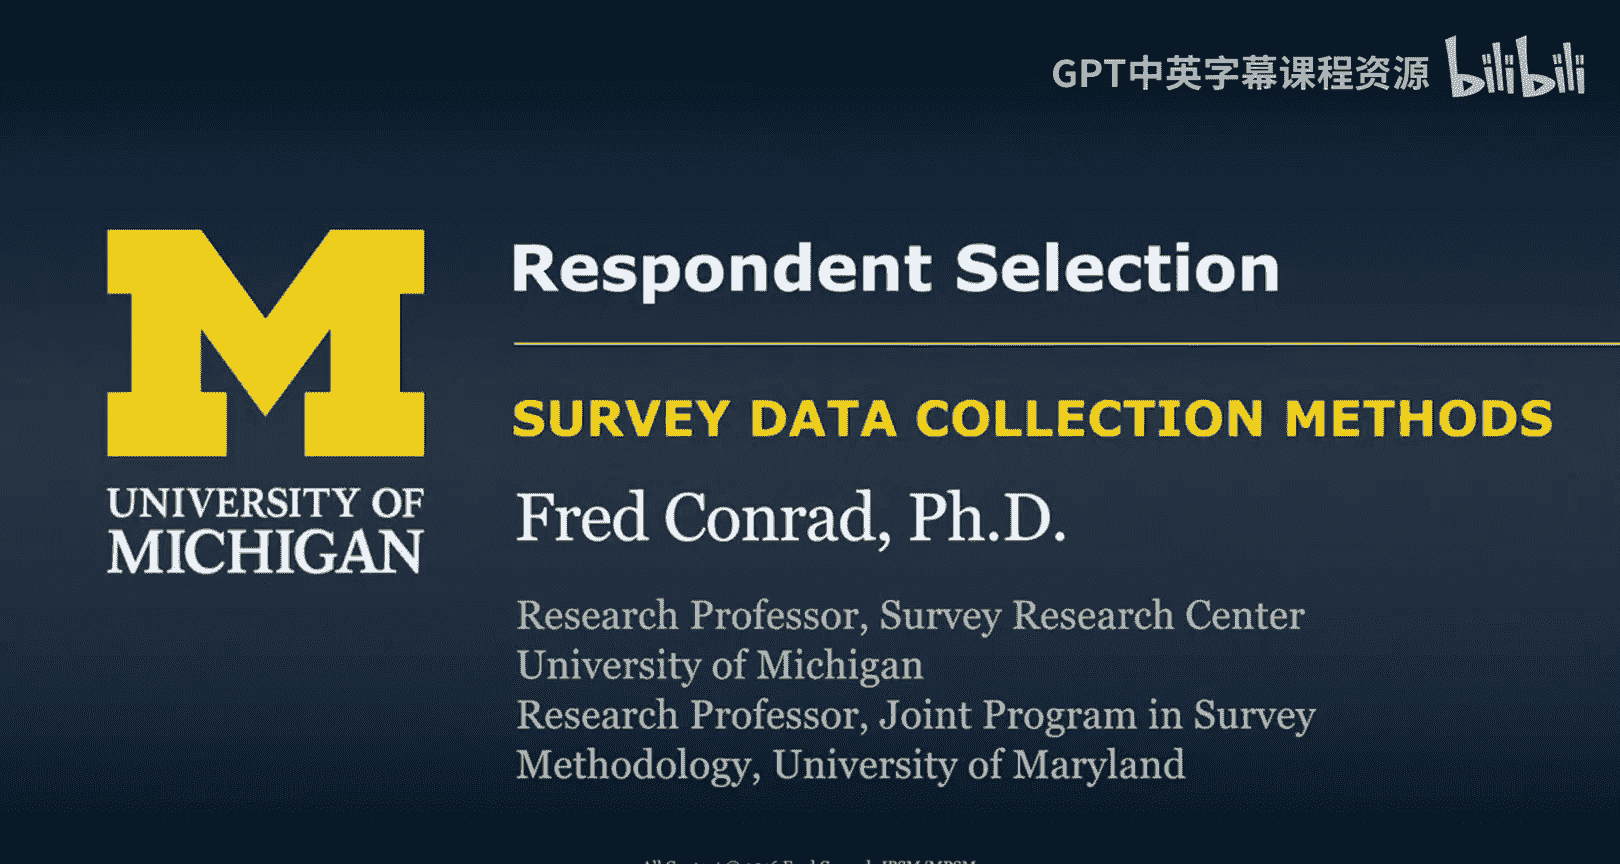 GPT中英字幕课程资源 bilibili
Respondent Selection
SURVEY DATA COLLECTION METHODS
Fred Conrad, Ph.D.
Research Professor, Survey Research Center
University of Michigan
Research Professor, Joint Program in Survey
Methodology, University of Maryland
UNIVERSITY OF
MICHIGAN